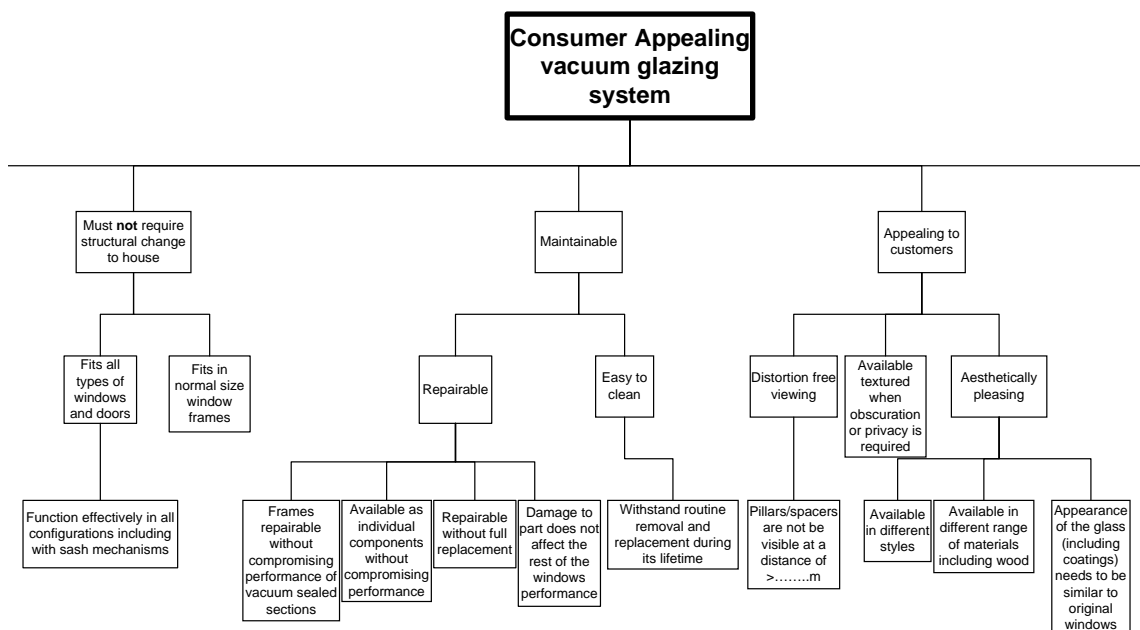 Consumer Appealing
vacuum glazing
system
Must not require
structural change
to house
Maintainable
Appealing to
customers
Fits all
types of
windows
and doors
Fits in
normal size
window
frames
Repairable
Easy to
clean
Distortion free
viewing
Available
textured
when
obscuration
or privacy is
required
Aesthetically
pleasing
Function effectively in all
configurations including
with sash mechanisms
Frames
repairable
without
compromising
performance of
vacuum sealed
sections
Available as
individual
components
without
compromising
performance
Repairable
without full
replacement
Damage to
part does not
affect the
rest of the
windows
performance
Withstand routine
removal and
replacement during
its lifetime
Pillars/spacers
are not be
visible at a
distance of
>……..m
Available
in different
styles
Available in
different range
of materials
including wood
Appearance
of the glass
(including
coatings)
needs to be
similar to
original
windows